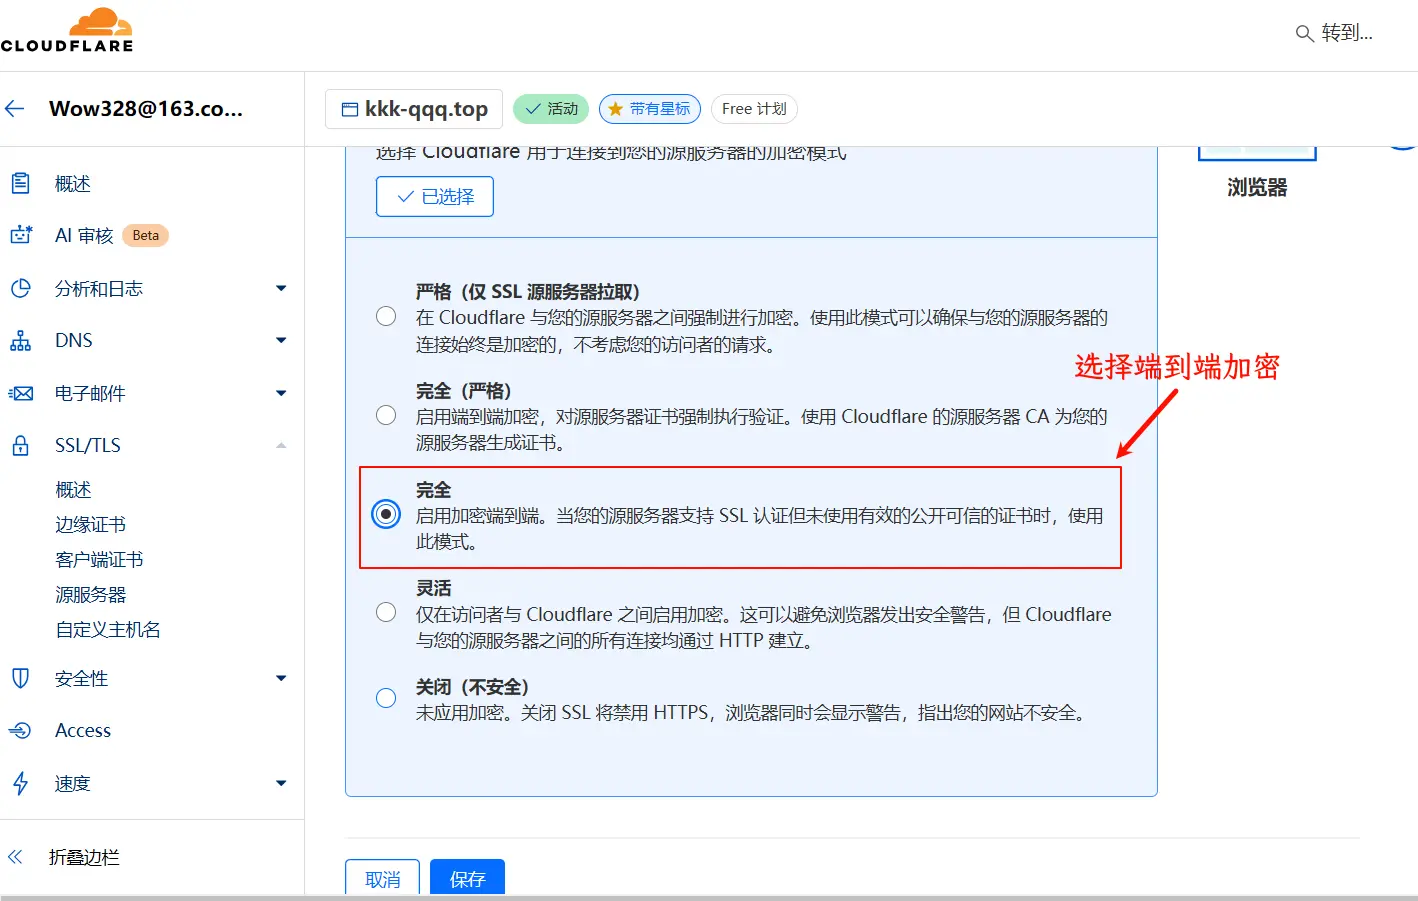 CLOUDFLARE
转到...
Wow328@163.co...
kkk-qqq.top
活动
带有星标
Free 计划
概述
AI 审核 Beta
分析和日志
DNS
电子邮件
SSL/TLS
概述
边缘证书
客户端证书
源服务器
自定义主机名
安全性
Access
速度
折叠边栏
选择 Cloudflare 用于连接到您的源服务器的加密模式
已选择
浏览器
严格（仅 SSL 源服务器拉取）
在 Cloudflare 与您的源服务器之间强制进行加密。使用此模式可以确保与您的源服务器的
连接始终是加密的，不考虑您的访问者的请求。
选择端到端加密
完全（严格）
启用端到端加密，对源服务器证书强制执行验证。使用 Cloudflare 的源服务器 CA 为您的
源服务器生成证书。
完全
启用加密端到端。当您的源服务器支持 SSL 认证但未使用有效的公开可信的证书时，使用
此模式。
灵活
仅在访问者与 Cloudflare 之间启用加密。这可以避免浏览器发出安全警告，但 Cloudflare
与您的源服务器之间的所有连接均通过 HTTP 建立。
关闭（不安全）
未应用加密。关闭 SSL 将禁用 HTTPS，浏览器同时会显示警告，指出您的网站不安全。
取消
保存